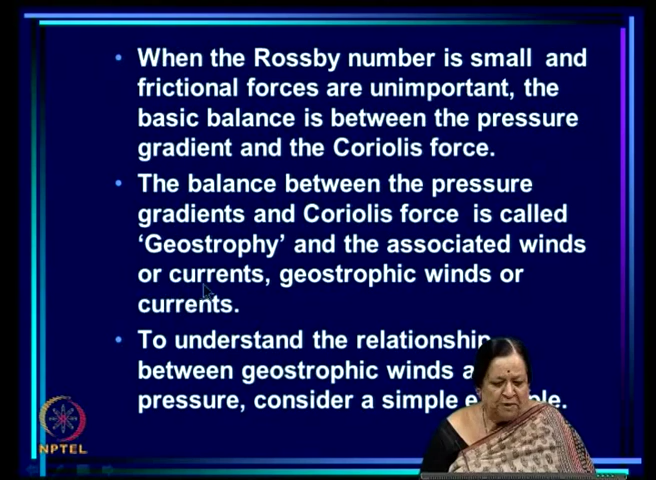 When the Rossby number is small and
frictional forces are unimportant, the
basic balance is between the pressure
gradient and the Coriolis force.
The balance between the pressure
gradients and Coriolis force is called
‘Geostrophy’ and the associated winds
or currents, geostrophic winds or
currents.
To understand the relationship
between geostrophic winds a
pressure, consider a simple
NPTEL